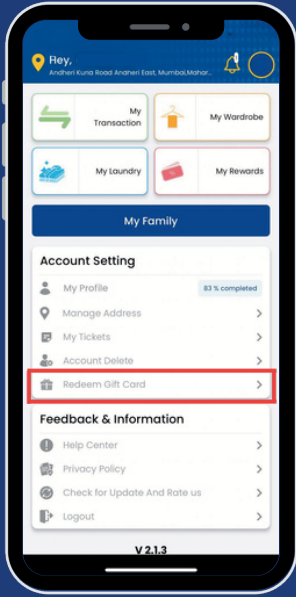 Hey,
Andheri Kurla Road Andheri East, Mumbai,Mahar..
My Transaction
My Wardrobe
My Laundry
My Rewards
My Family
Account Setting
My Profile
83 % completed
Manage Address
My Tickets
Account Delete
Redeem Gift Card
Feedback & Information
Help Center
Privacy Policy
Check for Update And Rate us
Logout
V 2.1.3